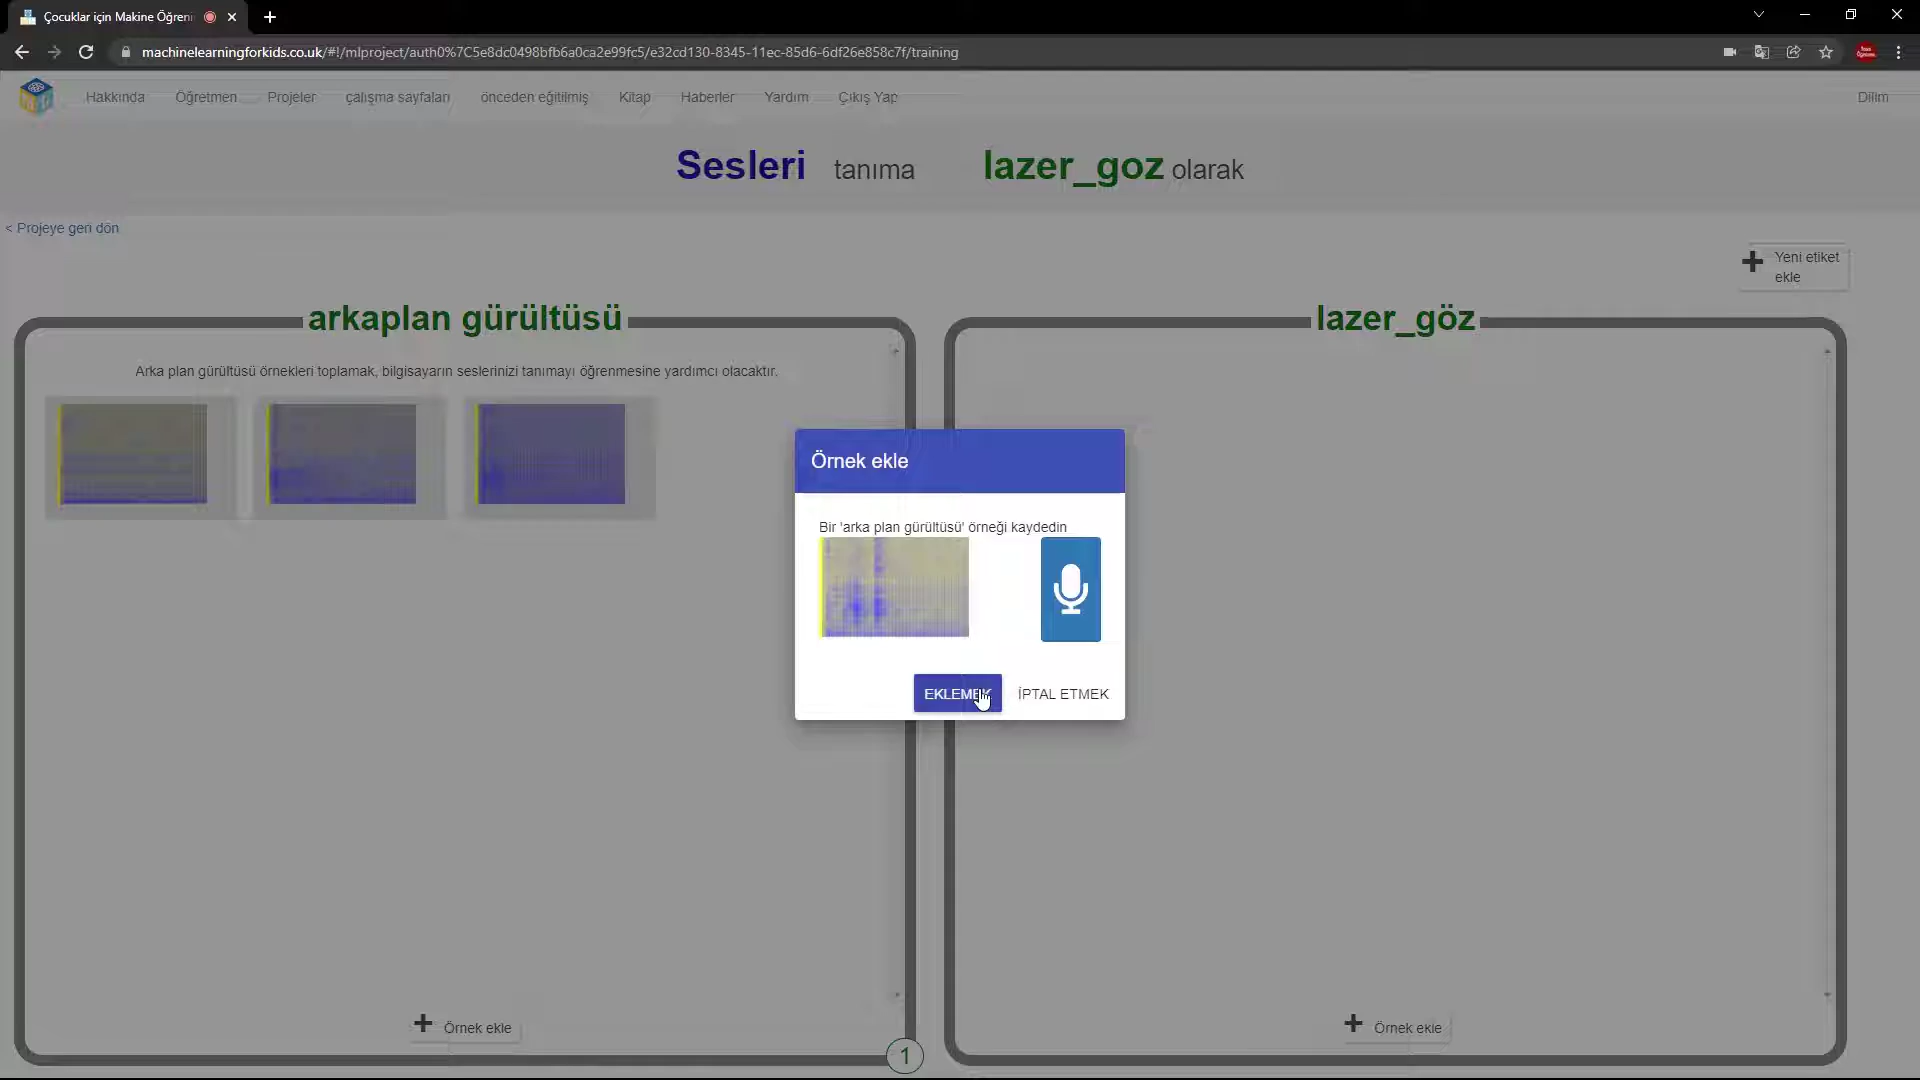 Çocuklar için Makine Öğreni
machinelearningforkids.co.uk/#!/mlproject/auth0%7C5e8dc0498bfb6a0ca2e99fc5/e32cd130-8345-11ec-85d6-6df26e858c7f/training
Hakkında Öğretmen Projeler çalışma sayfaları önceden eğitilmiş Kitap Haberler Yardım Çıkış Yap Dilim
Sesleri tanıma lazer_goz olarak
< Projeye geri dön
Yeni etiket
ekle
arkaplan gürültüsü
lazer_göz
Arka plan gürültüsü örnekleri toplamak, bilgisayarın seslerinizi tanımayı öğrenmesine yardımcı olacaktır.
Örnek ekle
Bir 'arka plan gürültüsü' örneği kaydedin
EKLEMEK İPTAL ETMEK
Örnek ekle
Örnek ekle
1